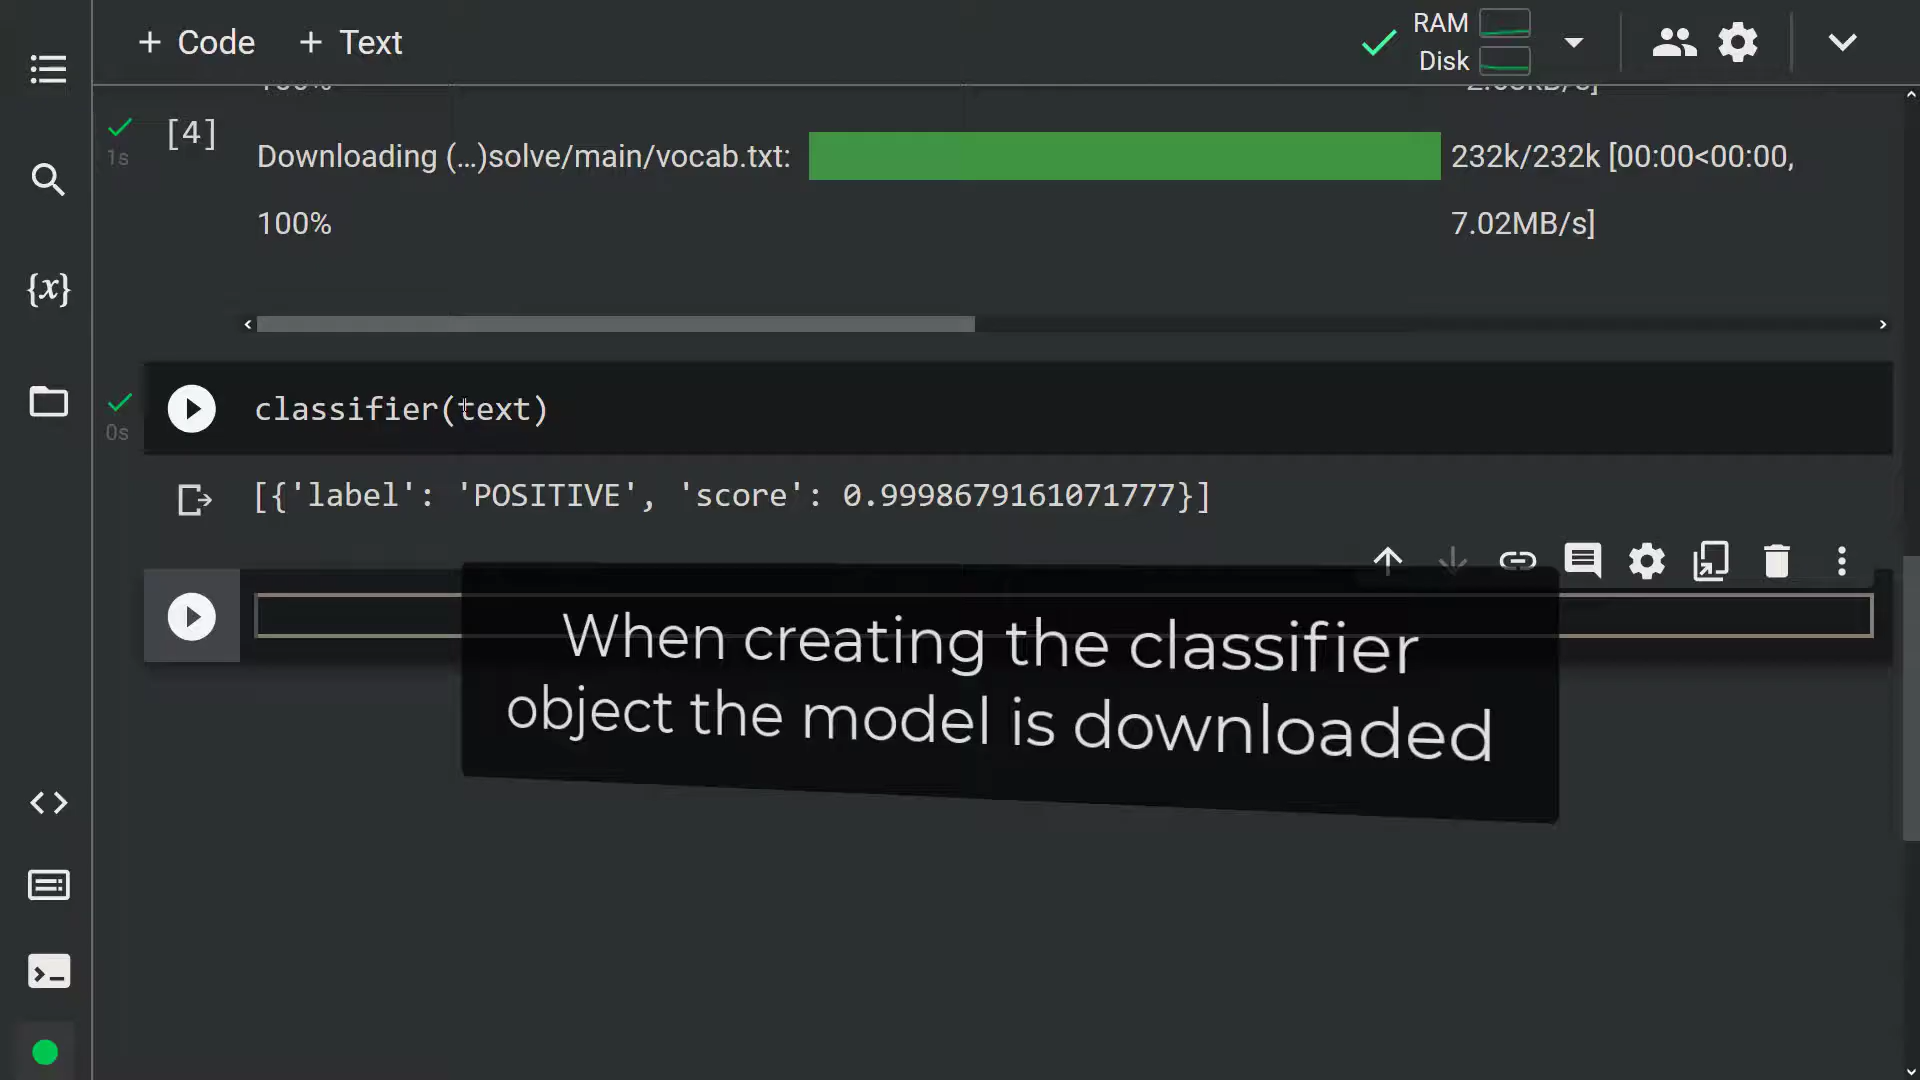 + Code + Text
RAM
Disk
[4]
1s
Downloading (…)solve/main/vocab.txt: 232k/232k [00:00<00:00,
100% 7.02MB/s]
{x}
classifier(text)
0s
[{'label': 'POSITIVE', 'score': 0.9998679161071777}]
When creating the classifier
object the model is downloaded